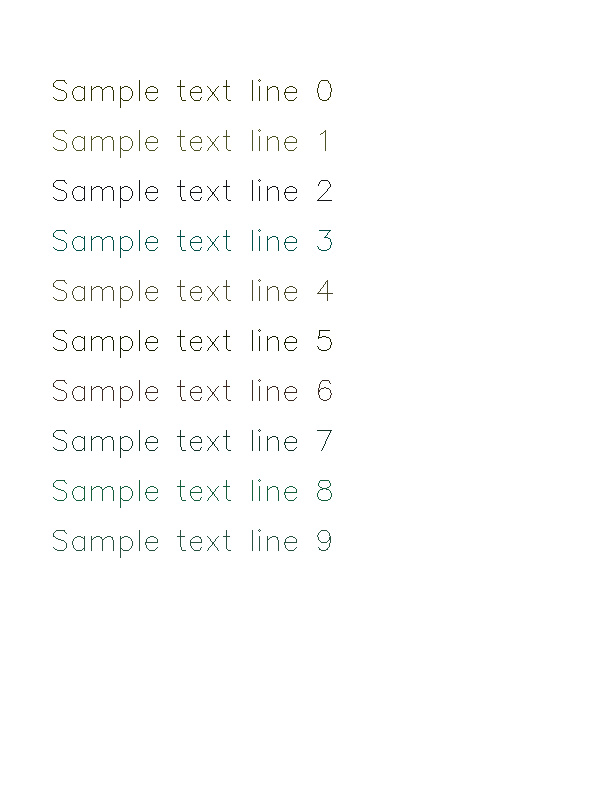 Sample text line 0
Sample text line 1
Sample text line 2
Sample text line 3
Sample text line 4
Sample text line 5
Sample text line 6
Sample text line 7
Sample text line 8
Sample text line 9